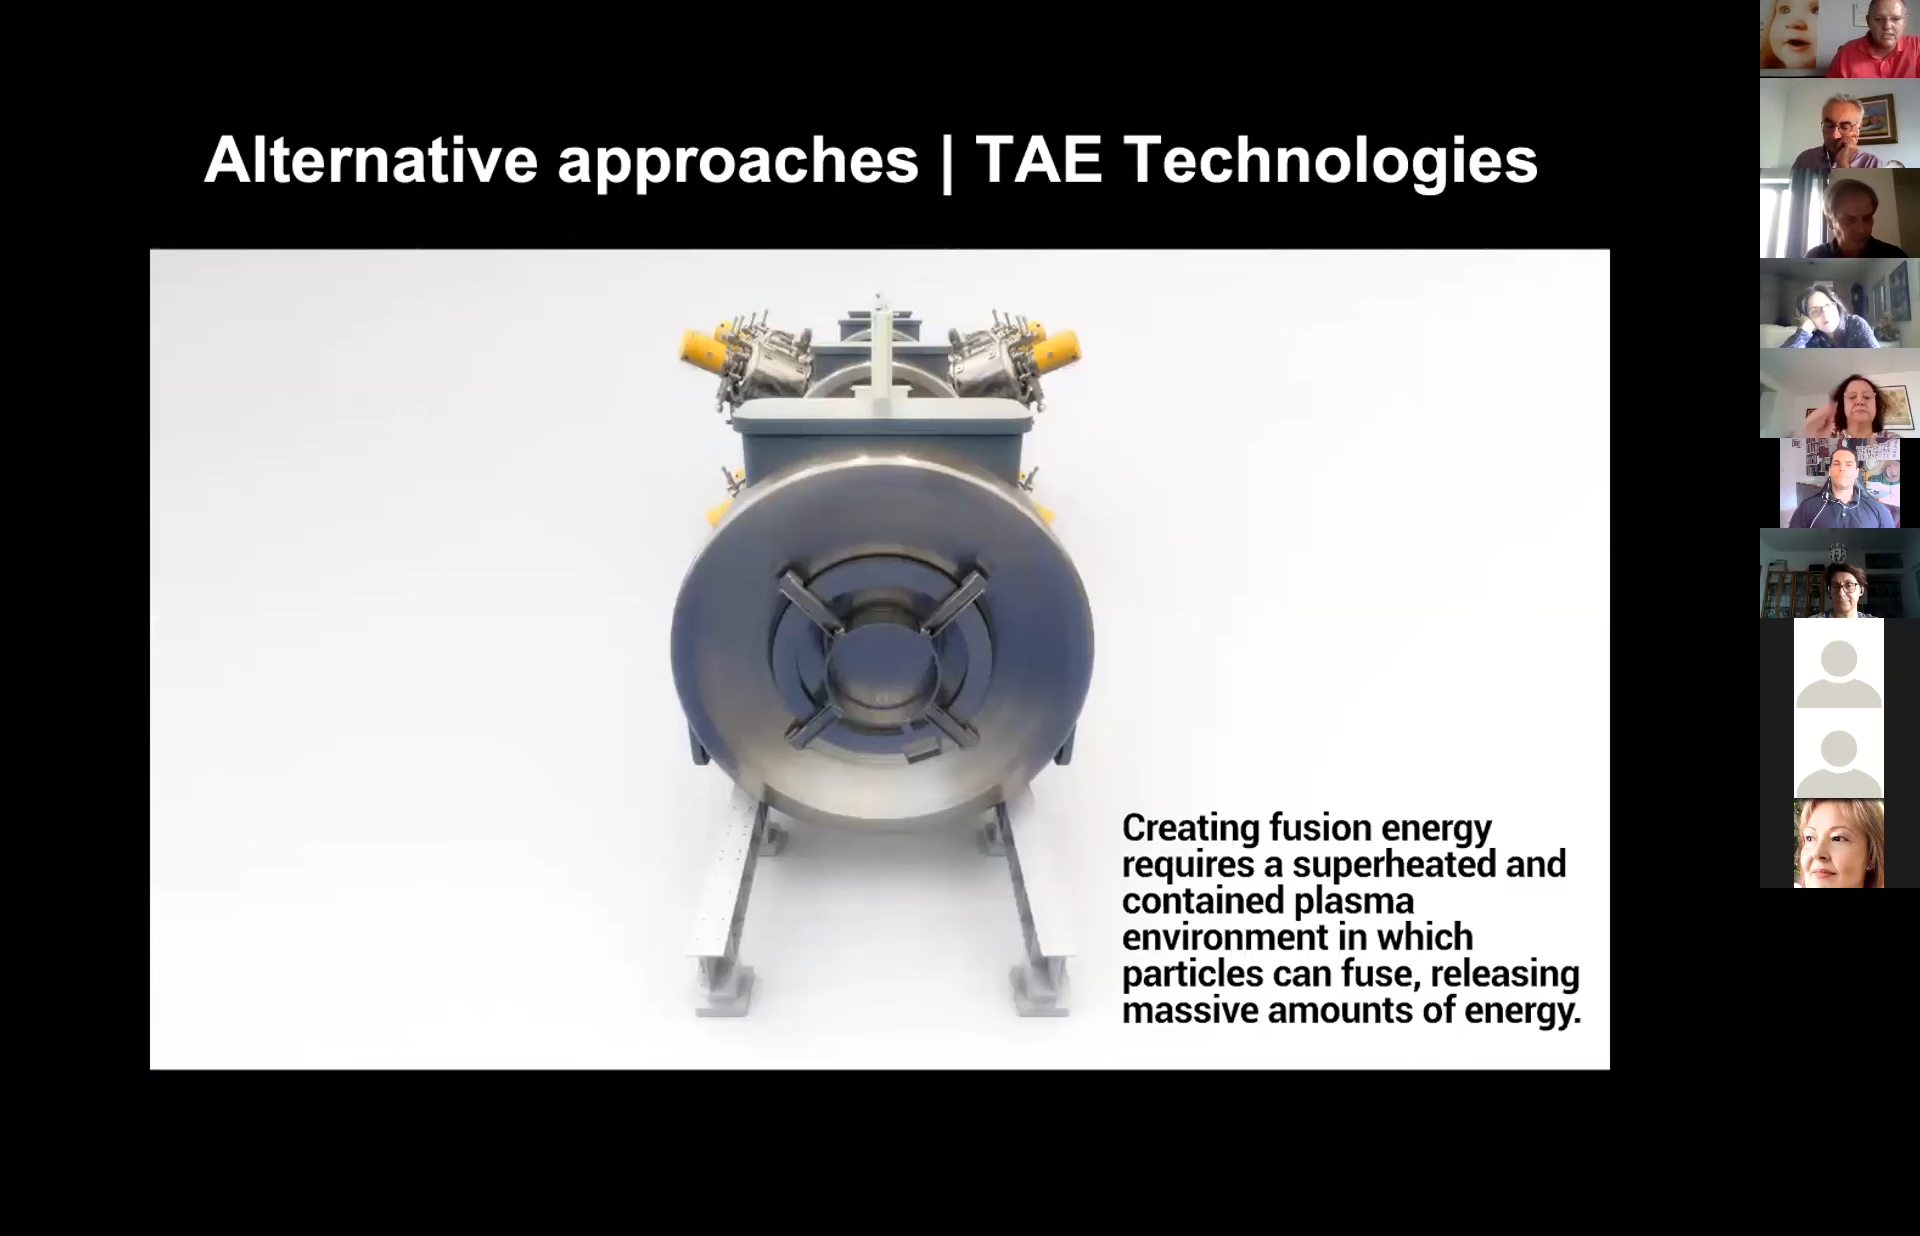 Alternative approaches | TAE Technologies
Creating fusion energy
requires a superheated and
contained plasma
environment in which
particles can fuse, releasing
massive amounts of energy.